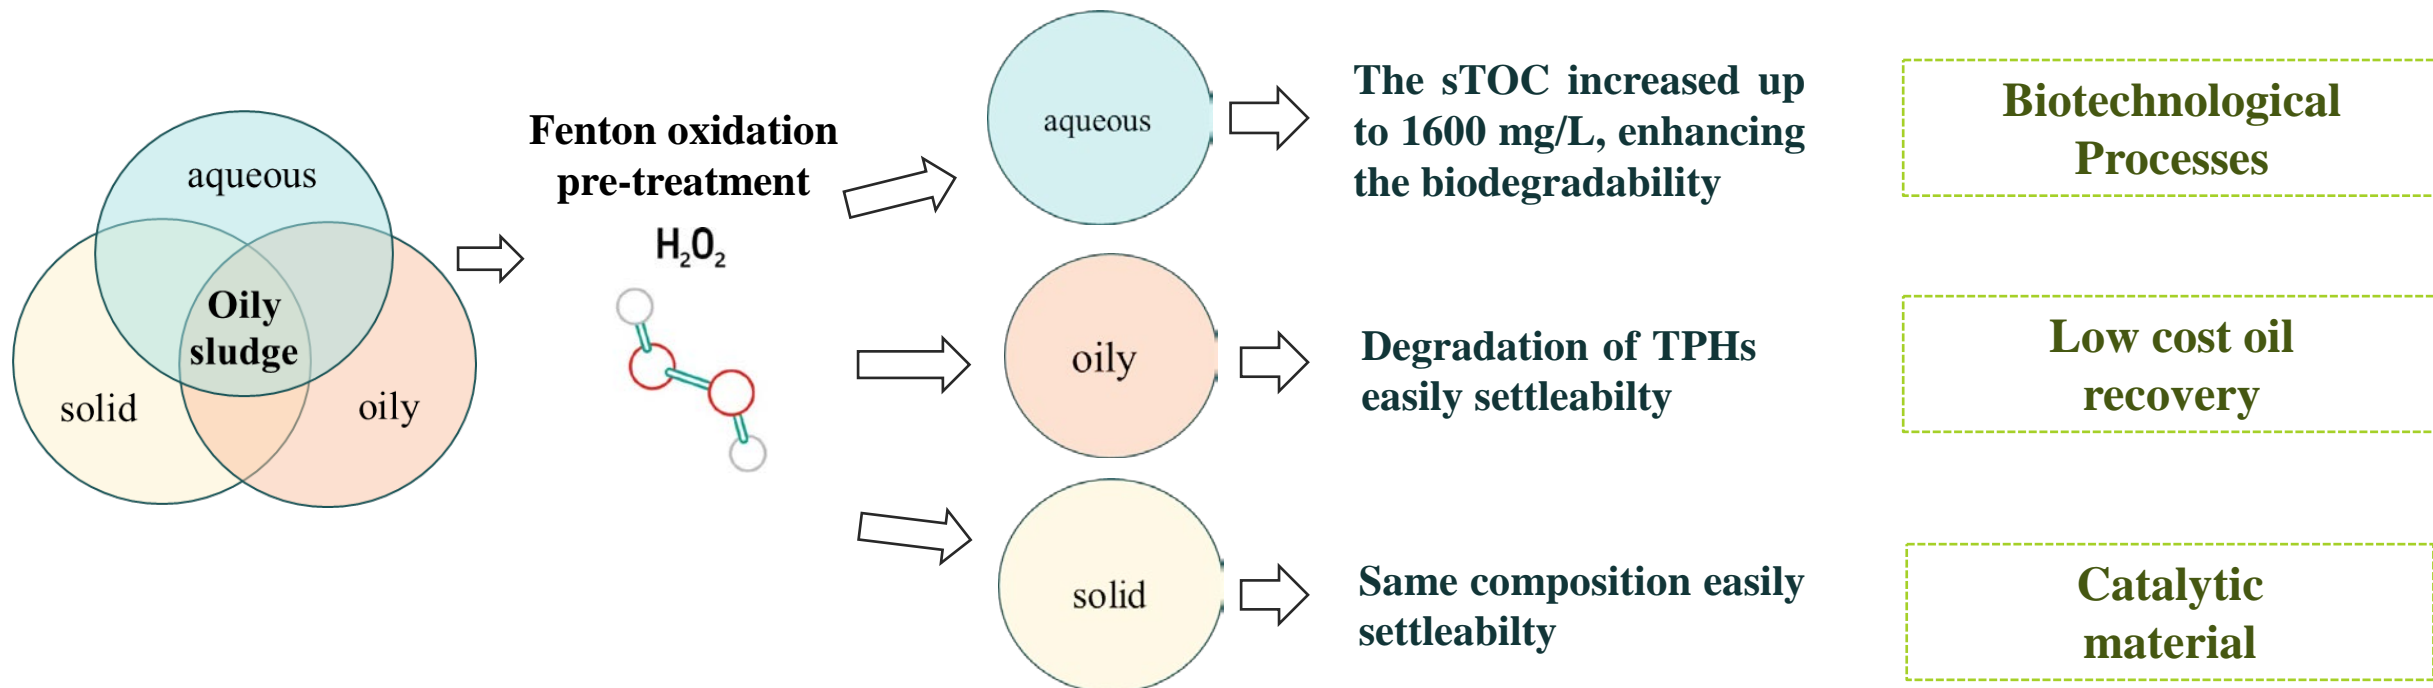 aqueous
Oily
sludge
solid
oily
Fenton oxidation
pre-treatment
H₂O₂
aqueous
The sTOC increased up
to 1600 mg/L, enhancing
the biodegradability
Biotechnological
Processes
oily
Degradation of TPHs
easily settleabilty
Low cost oil
recovery
solid
Same composition easily
settleabilty
Catalytic
material